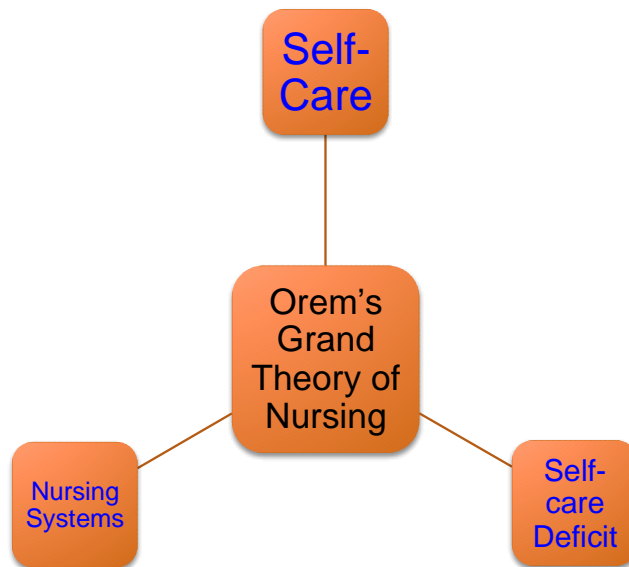 Self-
Care
Orem’s
Grand
Theory of
Nursing
Nursing
Systems
Self-
care
Deficit